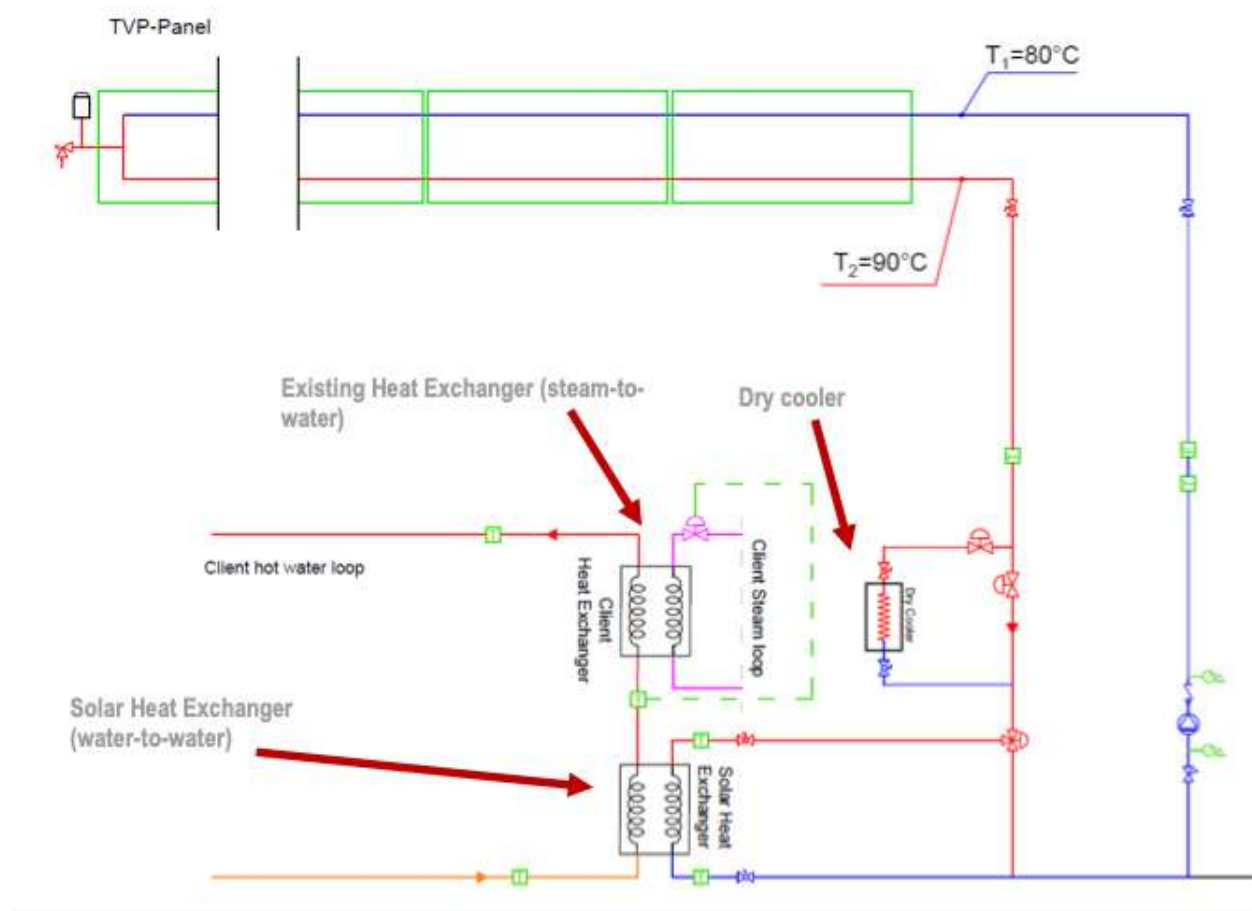 TVP-Panel
T₁=80°C
T₂=90°C
Existing Heat Exchanger (steam-to-
water)
Dry cooler
Client hot water loop
Client
Heat Exchanger
Client Steam loop
Dry Cooler
Solar Heat Exchanger
(water-to-water)
Solar Heat
Exchanger